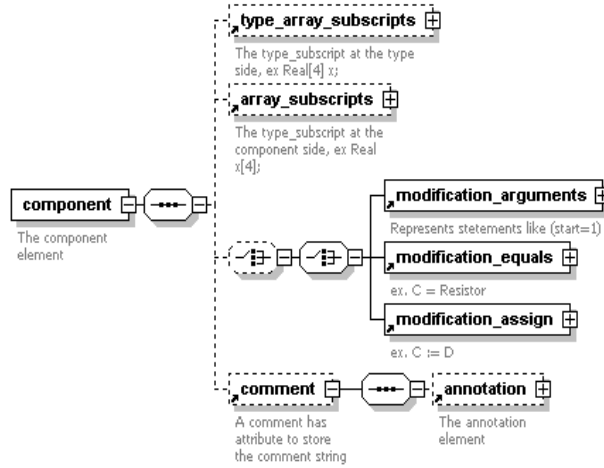 type_array_subscripts
The type_subscript at the type
side, ex Real[4] x;
array_subscripts
The type_subscript at the
component side, ex Real
x[4];
component
The component
element
modification_arguments
Represents stetements like (start=1)
modification_equals
ex. C = Resistor
modification_assign
ex. C := D
comment
A comment has
attribute to store
the comment string
annotation
The annotation
element